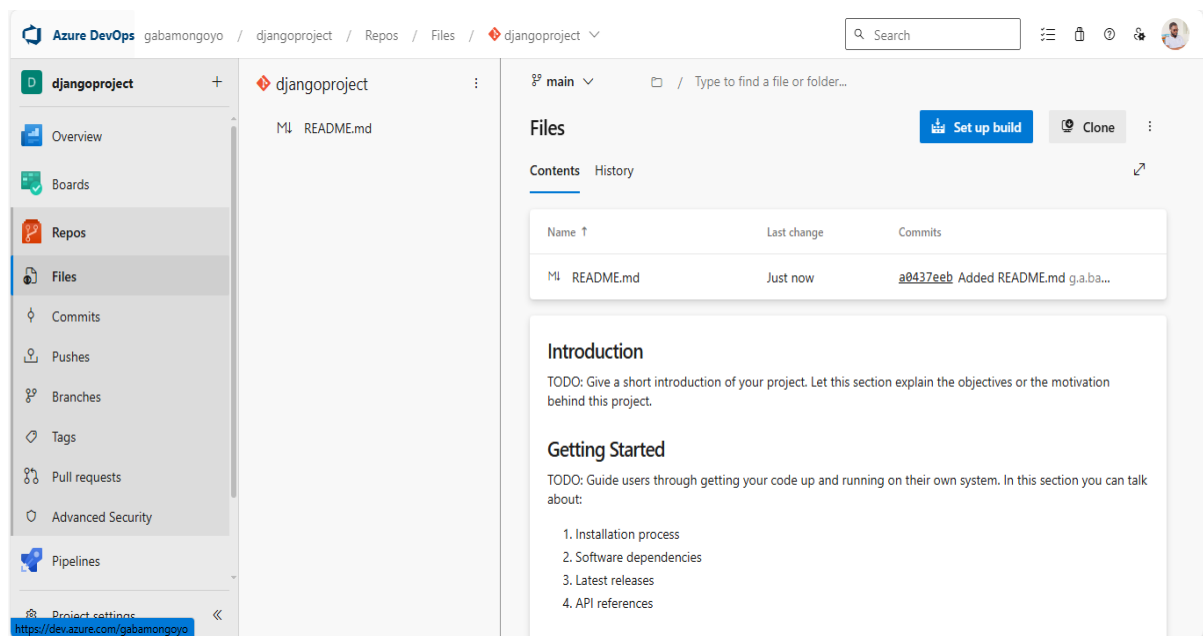 Azure DevOps gabamongoyo / djangoproject / Repos / Files / djangoproject
Search
D djangoproject +
Overview
Boards
Repos
Files
Commits
Pushes
Branches
Tags
Pull requests
Advanced Security
Pipelines
Project settings
https://dev.azure.com/gabamongoyo
djangoproject
README.md
main / Type to find a file or folder...
Files
Set up build
Clone
Contents History
Name ↑ Last change Commits
README.md Just now a0437eeb Added README.md g.a.ba...
Introduction
TODO: Give a short introduction of your project. Let this section explain the objectives or the motivation
behind this project.
Getting Started
TODO: Guide users through getting your code up and running on their own system. In this section you can talk
about:
1. Installation process
2. Software dependencies
3. Latest releases
4. API references